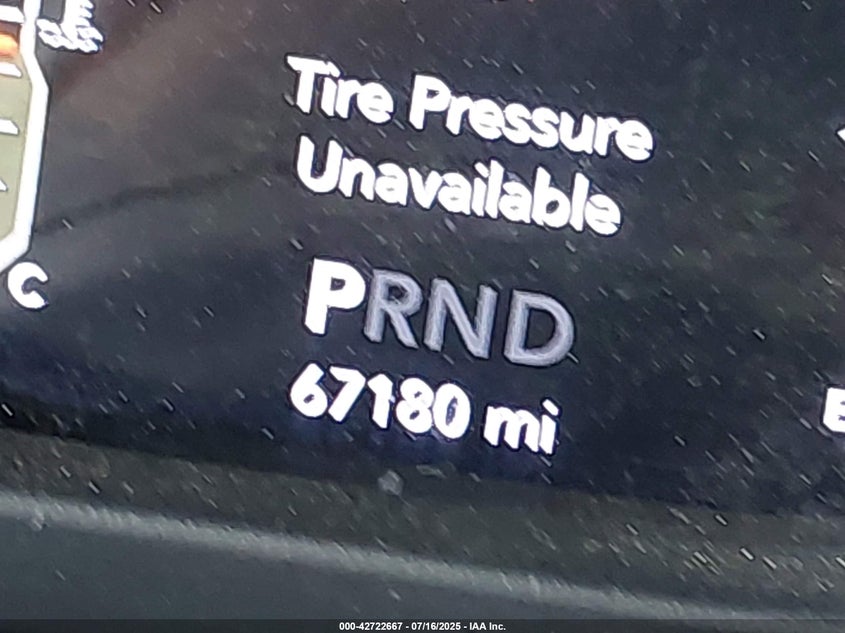 Tire Pressure
Unavailable
PRND
C
67180 mi
E
000-42722667 - 07/16/2025 - IAA Inc.